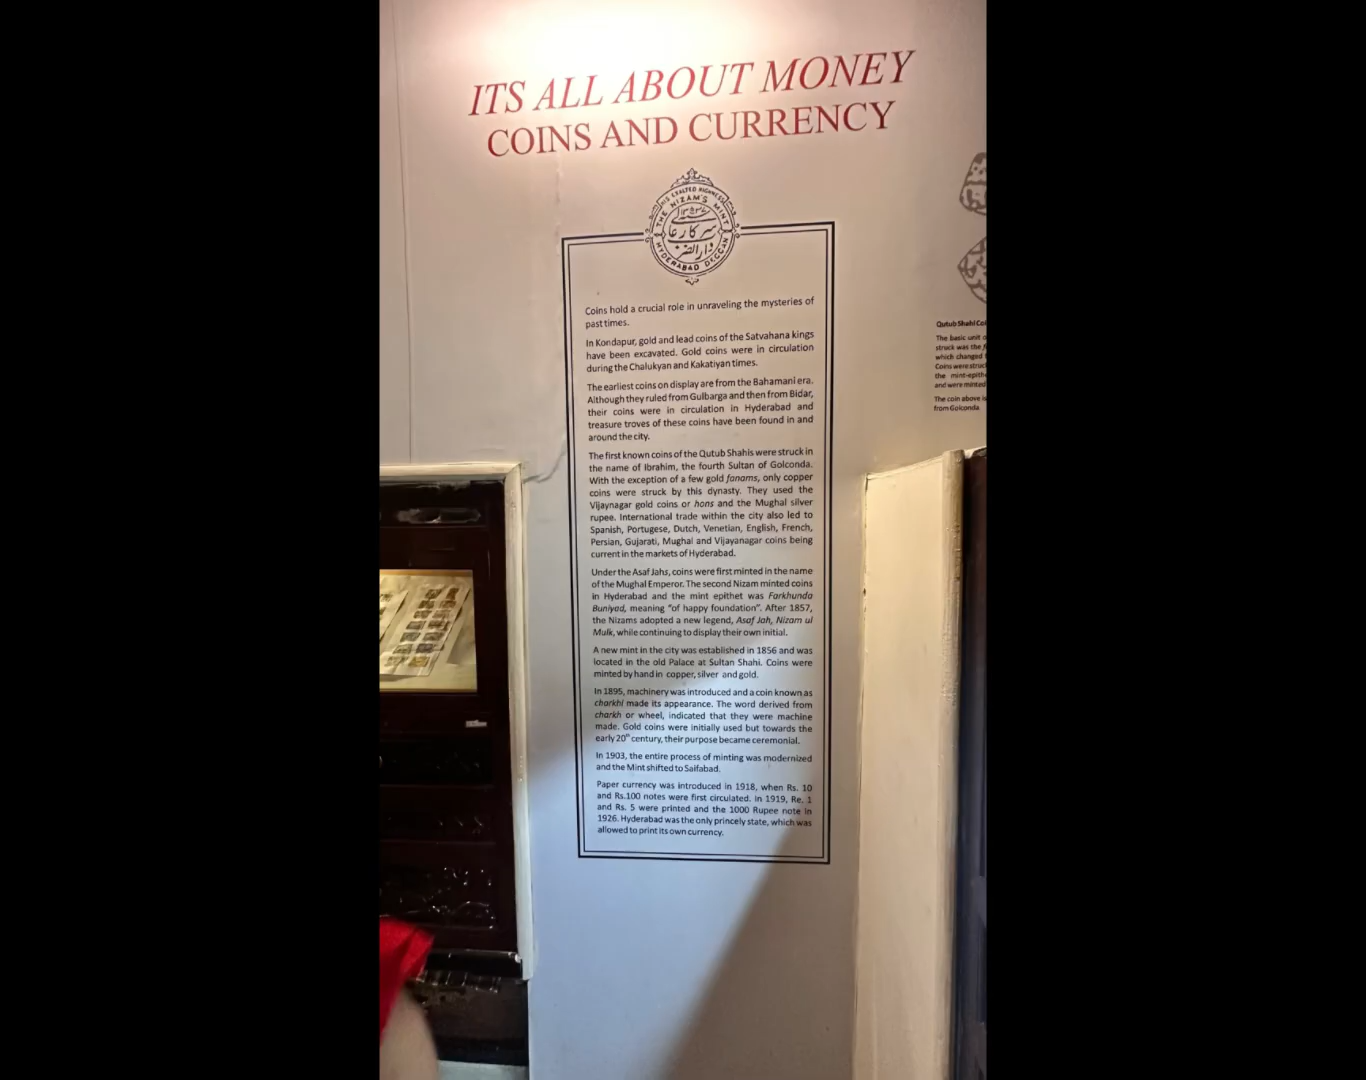 ITS ALL ABOUT MONEY
COINS AND CURRENCY
HIS EXALTED HIGHNESS
THE NIZAM'S MINT
سرکار عا
دار الضر
HYDERABAD DECCAN
Coins hold a crucial role in unraveling the mysteries of
past times.
In Kondapur, gold and lead coins of the Satvahana kings
have been excavated. Gold coins were in circulation
during the Chalukyan and Kakatiyan times.
The earliest coins on display are from the Bahamani era.
Although they ruled from Gulbarga and then from Bidar,
their coins were in circulation in Hyderabad and
treasure troves of these coins have been found in and
around the city.
The first known coins of the Qutub Shahis were struck in
the name of Ibrahim, the fourth Sultan of Golconda.
With the exception of a few gold fanams, only copper
coins were struck by this dynasty. They used the
Vijaynagar gold coins or hons and the Mughal silver
rupee. International trade within the city also led to
Spanish, Portugese, Dutch, Venetian, English, French,
Persian, Gujarati, Mughal and Vijayanagar coins being
current in the markets of Hyderabad.
Under the Asaf Jahs, coins were first minted in the name
of the Mughal Emperor. The second Nizam minted coins
in Hyderabad and the mint epithet was Farkhunda
Buniyad, meaning "of happy foundation". After 1857,
the Nizams adopted a new legend, Asaf Jah, Nizam ul
Mulk, while continuing to display their own initial.
A new mint in the city was established in 1856 and was
located in the old Palace at Sultan Shahi. Coins were
minted by hand in copper, silver and gold.
In 1895, machinery was introduced and a coin known as
charkhi made its appearance. The word derived from
charkh or wheel, indicated that they were machine
made. Gold coins were initially used but towards the
early 20th century, their purpose became ceremonial.
In 1903, the entire process of minting was modernized
and the Mint shifted to Saifabad.
Paper currency was introduced in 1918, when Rs. 10
and Rs.100 notes were first circulated. In 1919, Re. 1
and Rs. 5 were printed and the 1000 Rupee note in
1926. Hyderabad was the only princely state, which was
allowed to print its own currency.
Qutub Shahi Coi
The basic unit o
struck was the f
which changed
Coins were struc
the mint-epith
and were minted
The coin above is
from Golconda